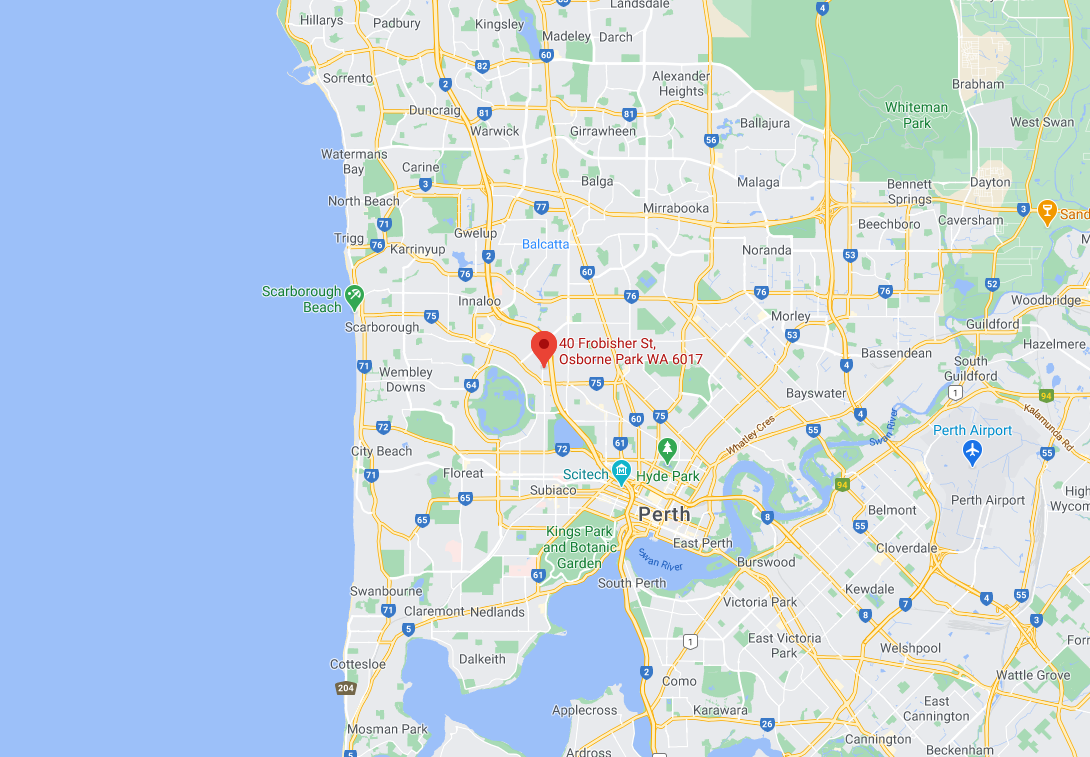 Landsdale
Hillarys
Padbury
Kingsley
63
4
Madeley
Darch
60
82
Sorrento
2
Alexander
Heights
Brabham
Duncraig
81
81
Whiteman
Park
Warwick
Girrawheen
Ballajura
West Swan
56
Watermans
Bay
Carine
3
Balga
Malaga
Dayton
Bennett
Springs
North Beach
77
Mirrabooka
3
Caversham
Sand
71
Beechboro
Trigg
76
Gwelup
Balcatta
Karrinyup
2
Noranda
53
M
76
60
52
Scarborough
Beach
Innaloo
76
76
76
Woodbridge
75
Morley
Guildford
Scarborough
53
40 Frobisher St,
Osborne Park WA 6017
Hazelmere
Bassendean
71
4
South
Guildford
Wembley
Downs
64
75
Bayswater
1
94
60
75
4
Swan River
Kalamunda Rd
72
Whatley Cres
55
Perth Airport
61
72
City Beach
55
71
Floreat
Scitech
Hyde Park
94
Subiaco
65
Perth Airport
High
Wycom
Perth
Belmont
8
65
55
Kings Park
and Botanic
Garden
East Perth
Cloverdale
Swan River
Burswood
61
South Perth
Swanbourne
Kewdale
4
55
71
Claremont
Nedlands
Victoria Park
7
8
3
5
1
East Victoria
Park
Forr
Welshpool
Dalkeith
Cottesloe
2
Wattle Grove
204
Como
Applecross
Karawara
East
Cannington
26
Mosman Park
Cannington
5
Ardross
Beckenham